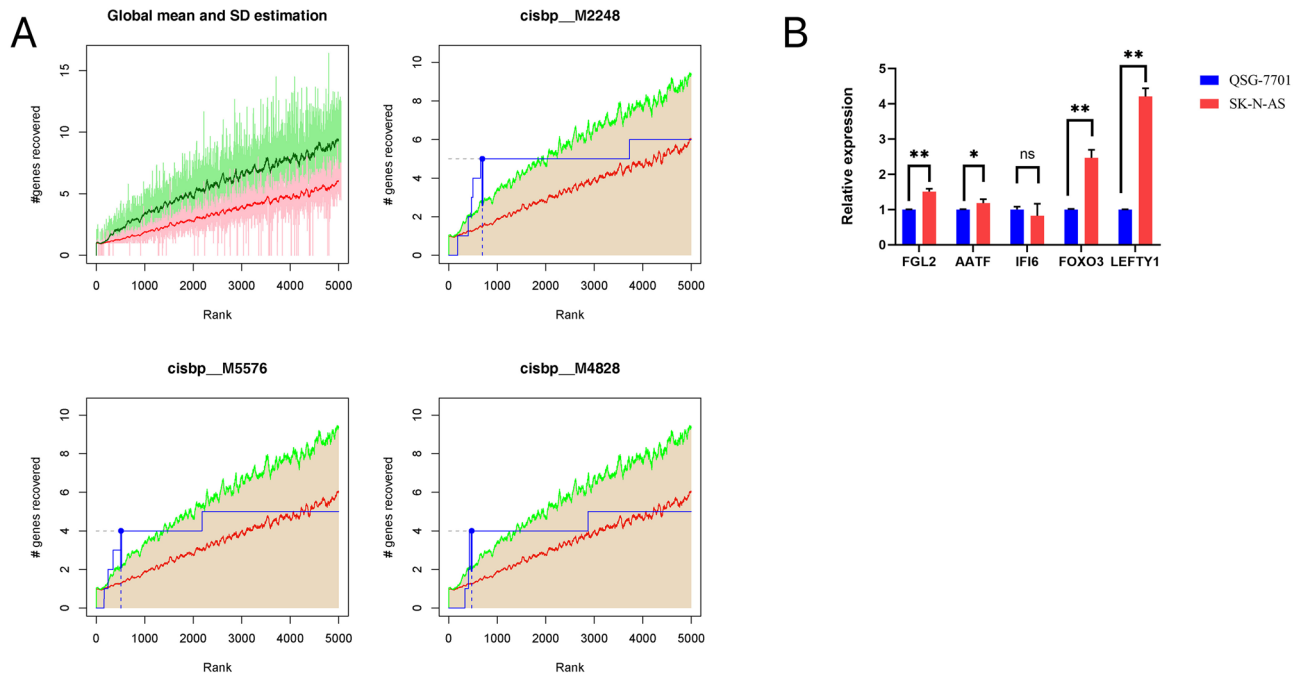 A
Global mean and SD estimation
# genes recovered
15
10
5
0
0 1000 2000 3000 4000 5000
Rank
cisbp__M2248
# genes recovered
10
8
6
4
2
0
0 1000 2000 3000 4000 5000
Rank
B
Relative expression
5
4
3
2
1
0
** * ns ** **
FGL2 AATF IFI6 FOXO3 LEFTY1
QSG-7701
SK-N-AS
cisbp__M5576
# genes recovered
10
8
6
4
2
0
0 1000 2000 3000 4000 5000
Rank
cisbp__M4828
# genes recovered
10
8
6
4
2
0
0 1000 2000 3000 4000 5000
Rank